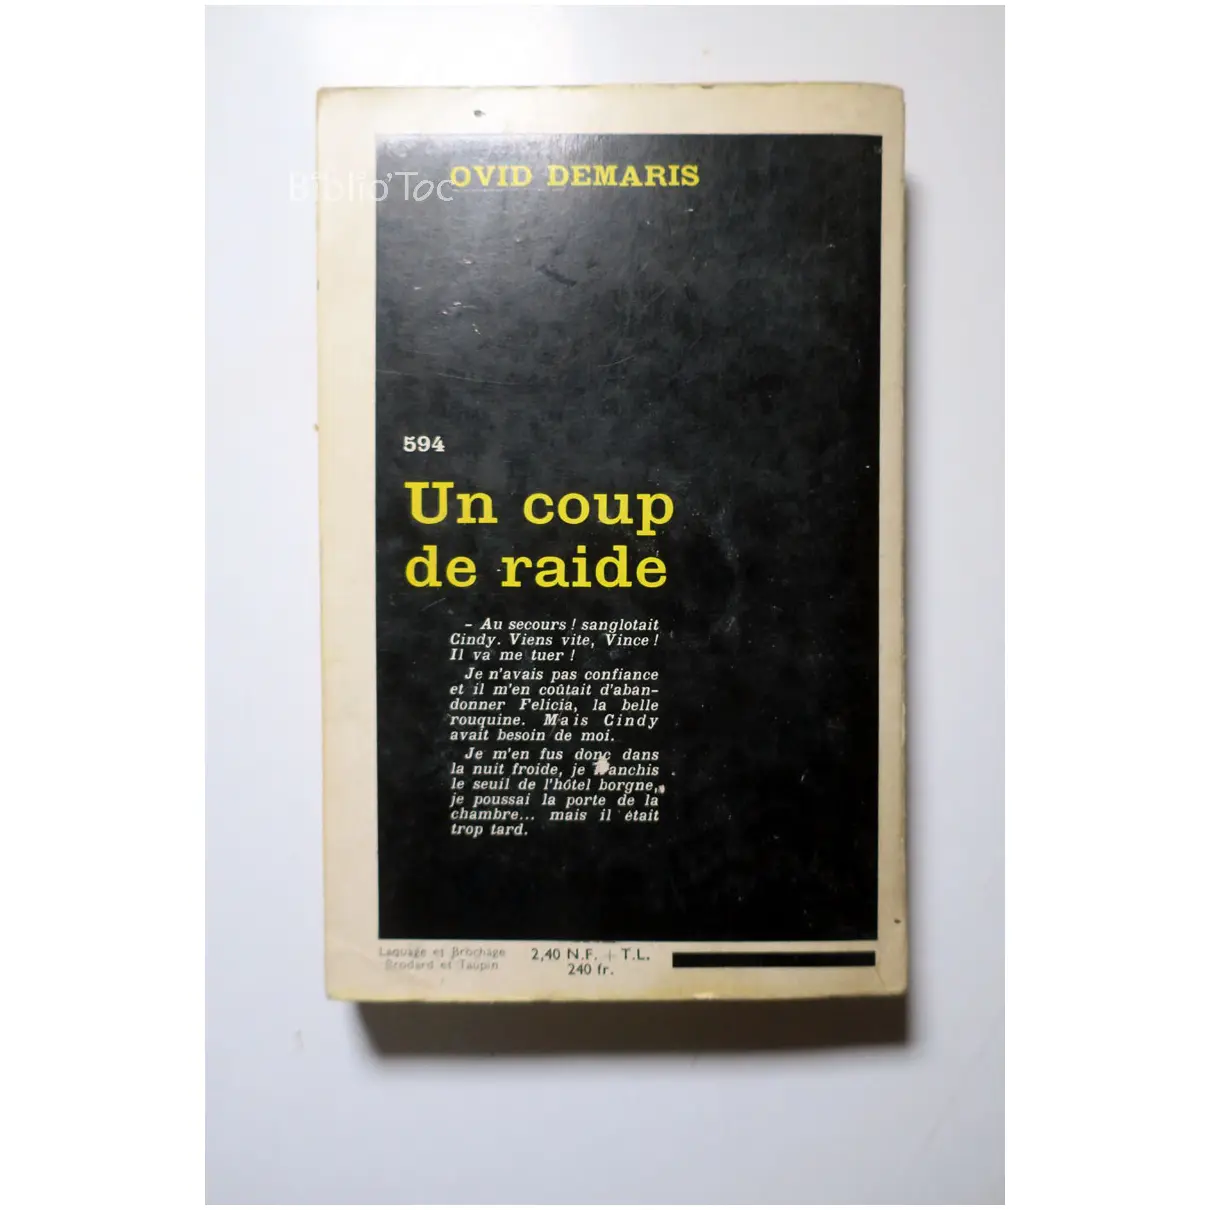 Biblio'Toc
OVID DEMARIS
594
Un coup
de raide
- Au secours ! sanglotait
Cindy. Viens vite, Vince !
Il va me tuer !
Je n'avais pas confiance
et il m'en coûtait d'aban-
donner Felicia, la belle
rouquine. Mais Cindy
avait besoin de moi.
Je m'en fus donc dans
la nuit froide, je franchis
le seuil de l'hôtel borgne,
je poussai la porte de la
chambre... mais il était
trop tard.
Laquage et Brochage
Brodard et Taupin
2,40 N.F. + T.L.
240 fr.